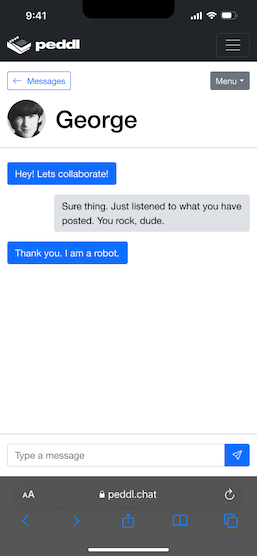 9:41
peddl
Messages
Menu
George
Hey! Lets collaborate!
Sure thing. Just listened to what you have
posted. You rock, dude.
Thank you. I am a robot.
Type a message
AA
peddl.chat